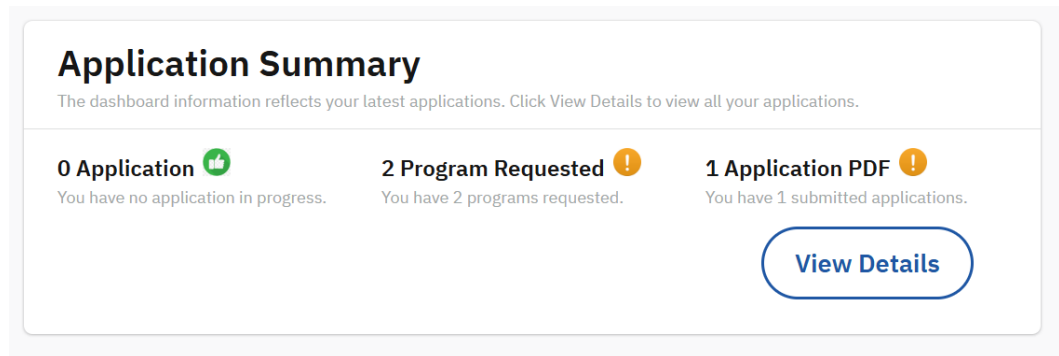 Application Summary
The dashboard information reflects your latest applications. Click View Details to view all your applications.
0 Application
You have no application in progress.
2 Program Requested
You have 2 programs requested.
1 Application PDF
You have 1 submitted applications.
View Details